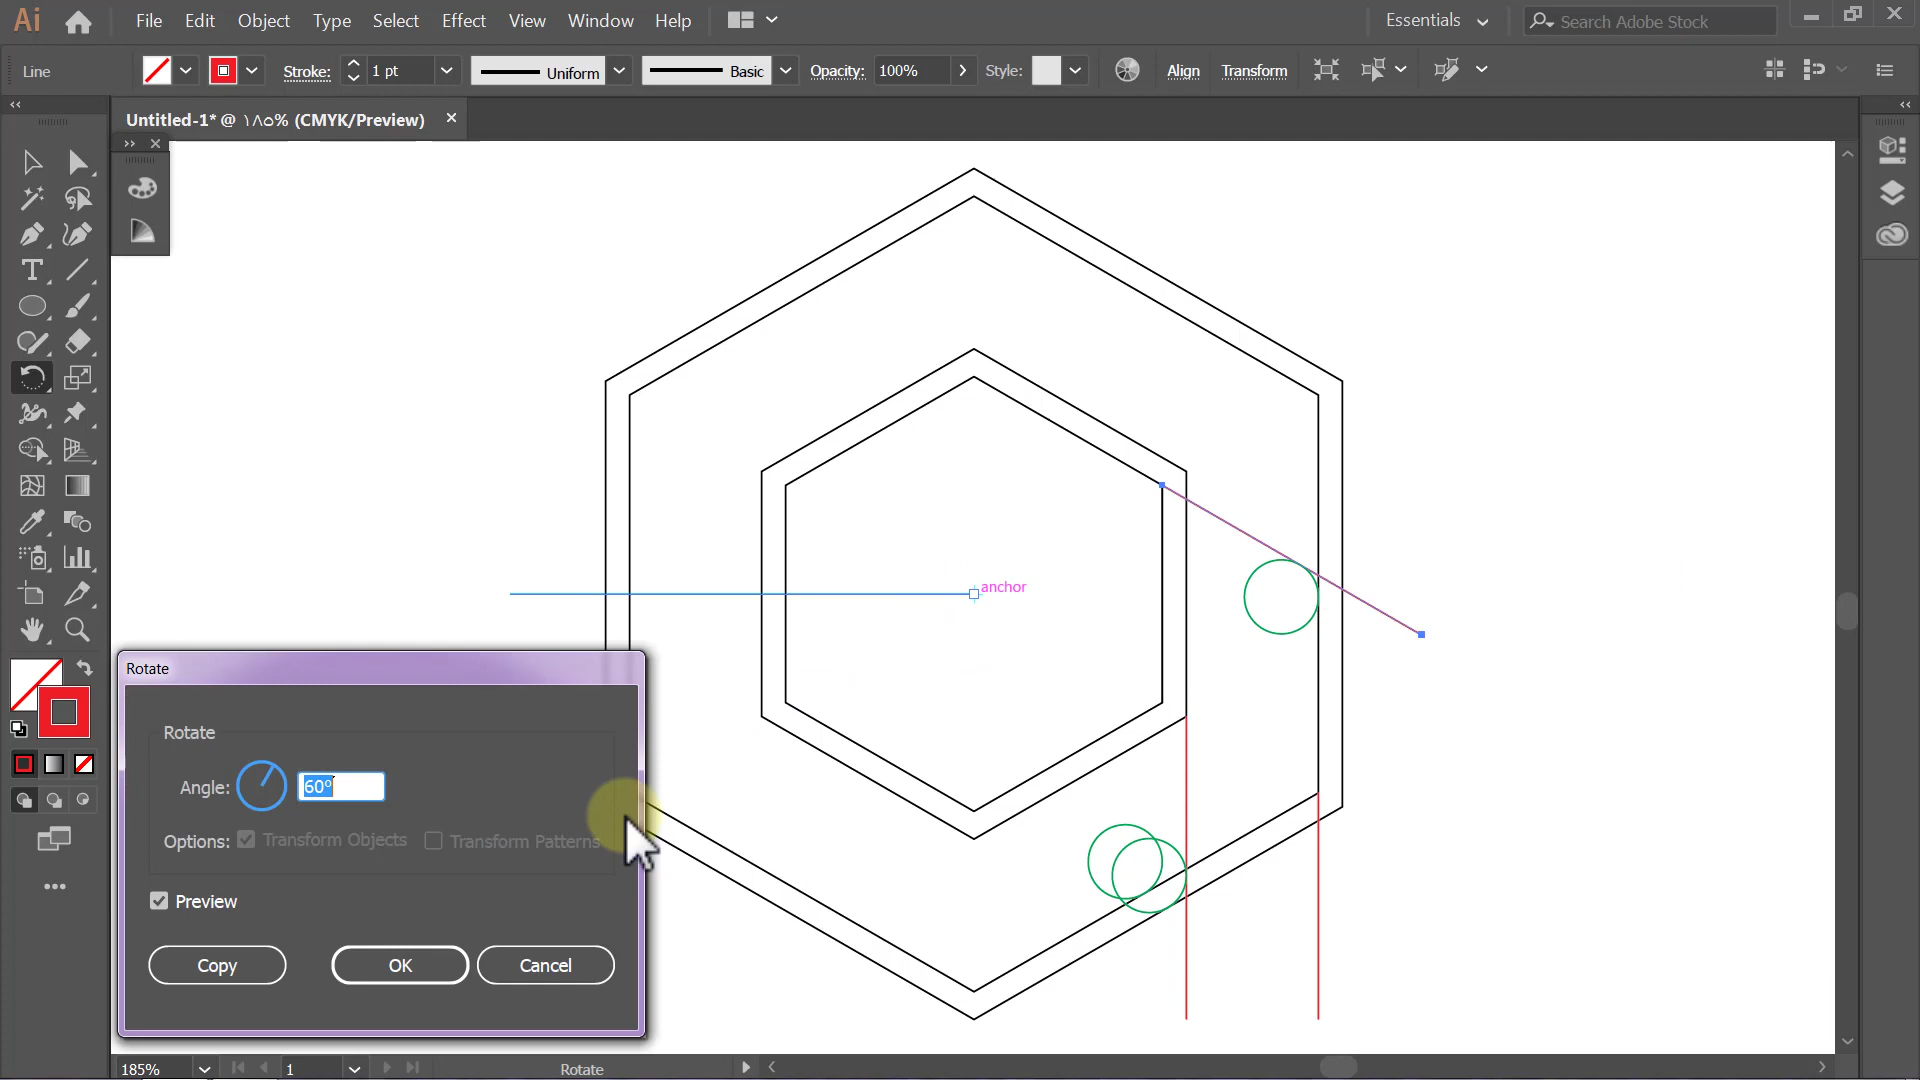 Ai File Edit Object Type Select Effect View Window Help Essentials Search Adobe Stock
Line Stroke: 1 pt Uniform Basic Opacity: 100% Style: Align Transform
Untitled-1* @ ١٨٥% (CMYK/Preview)
anchor
Rotate
Rotate
Angle: 60°
Options: Transform Objects Transform Patterns
Preview
Copy OK Cancel
185% 1 Rotate